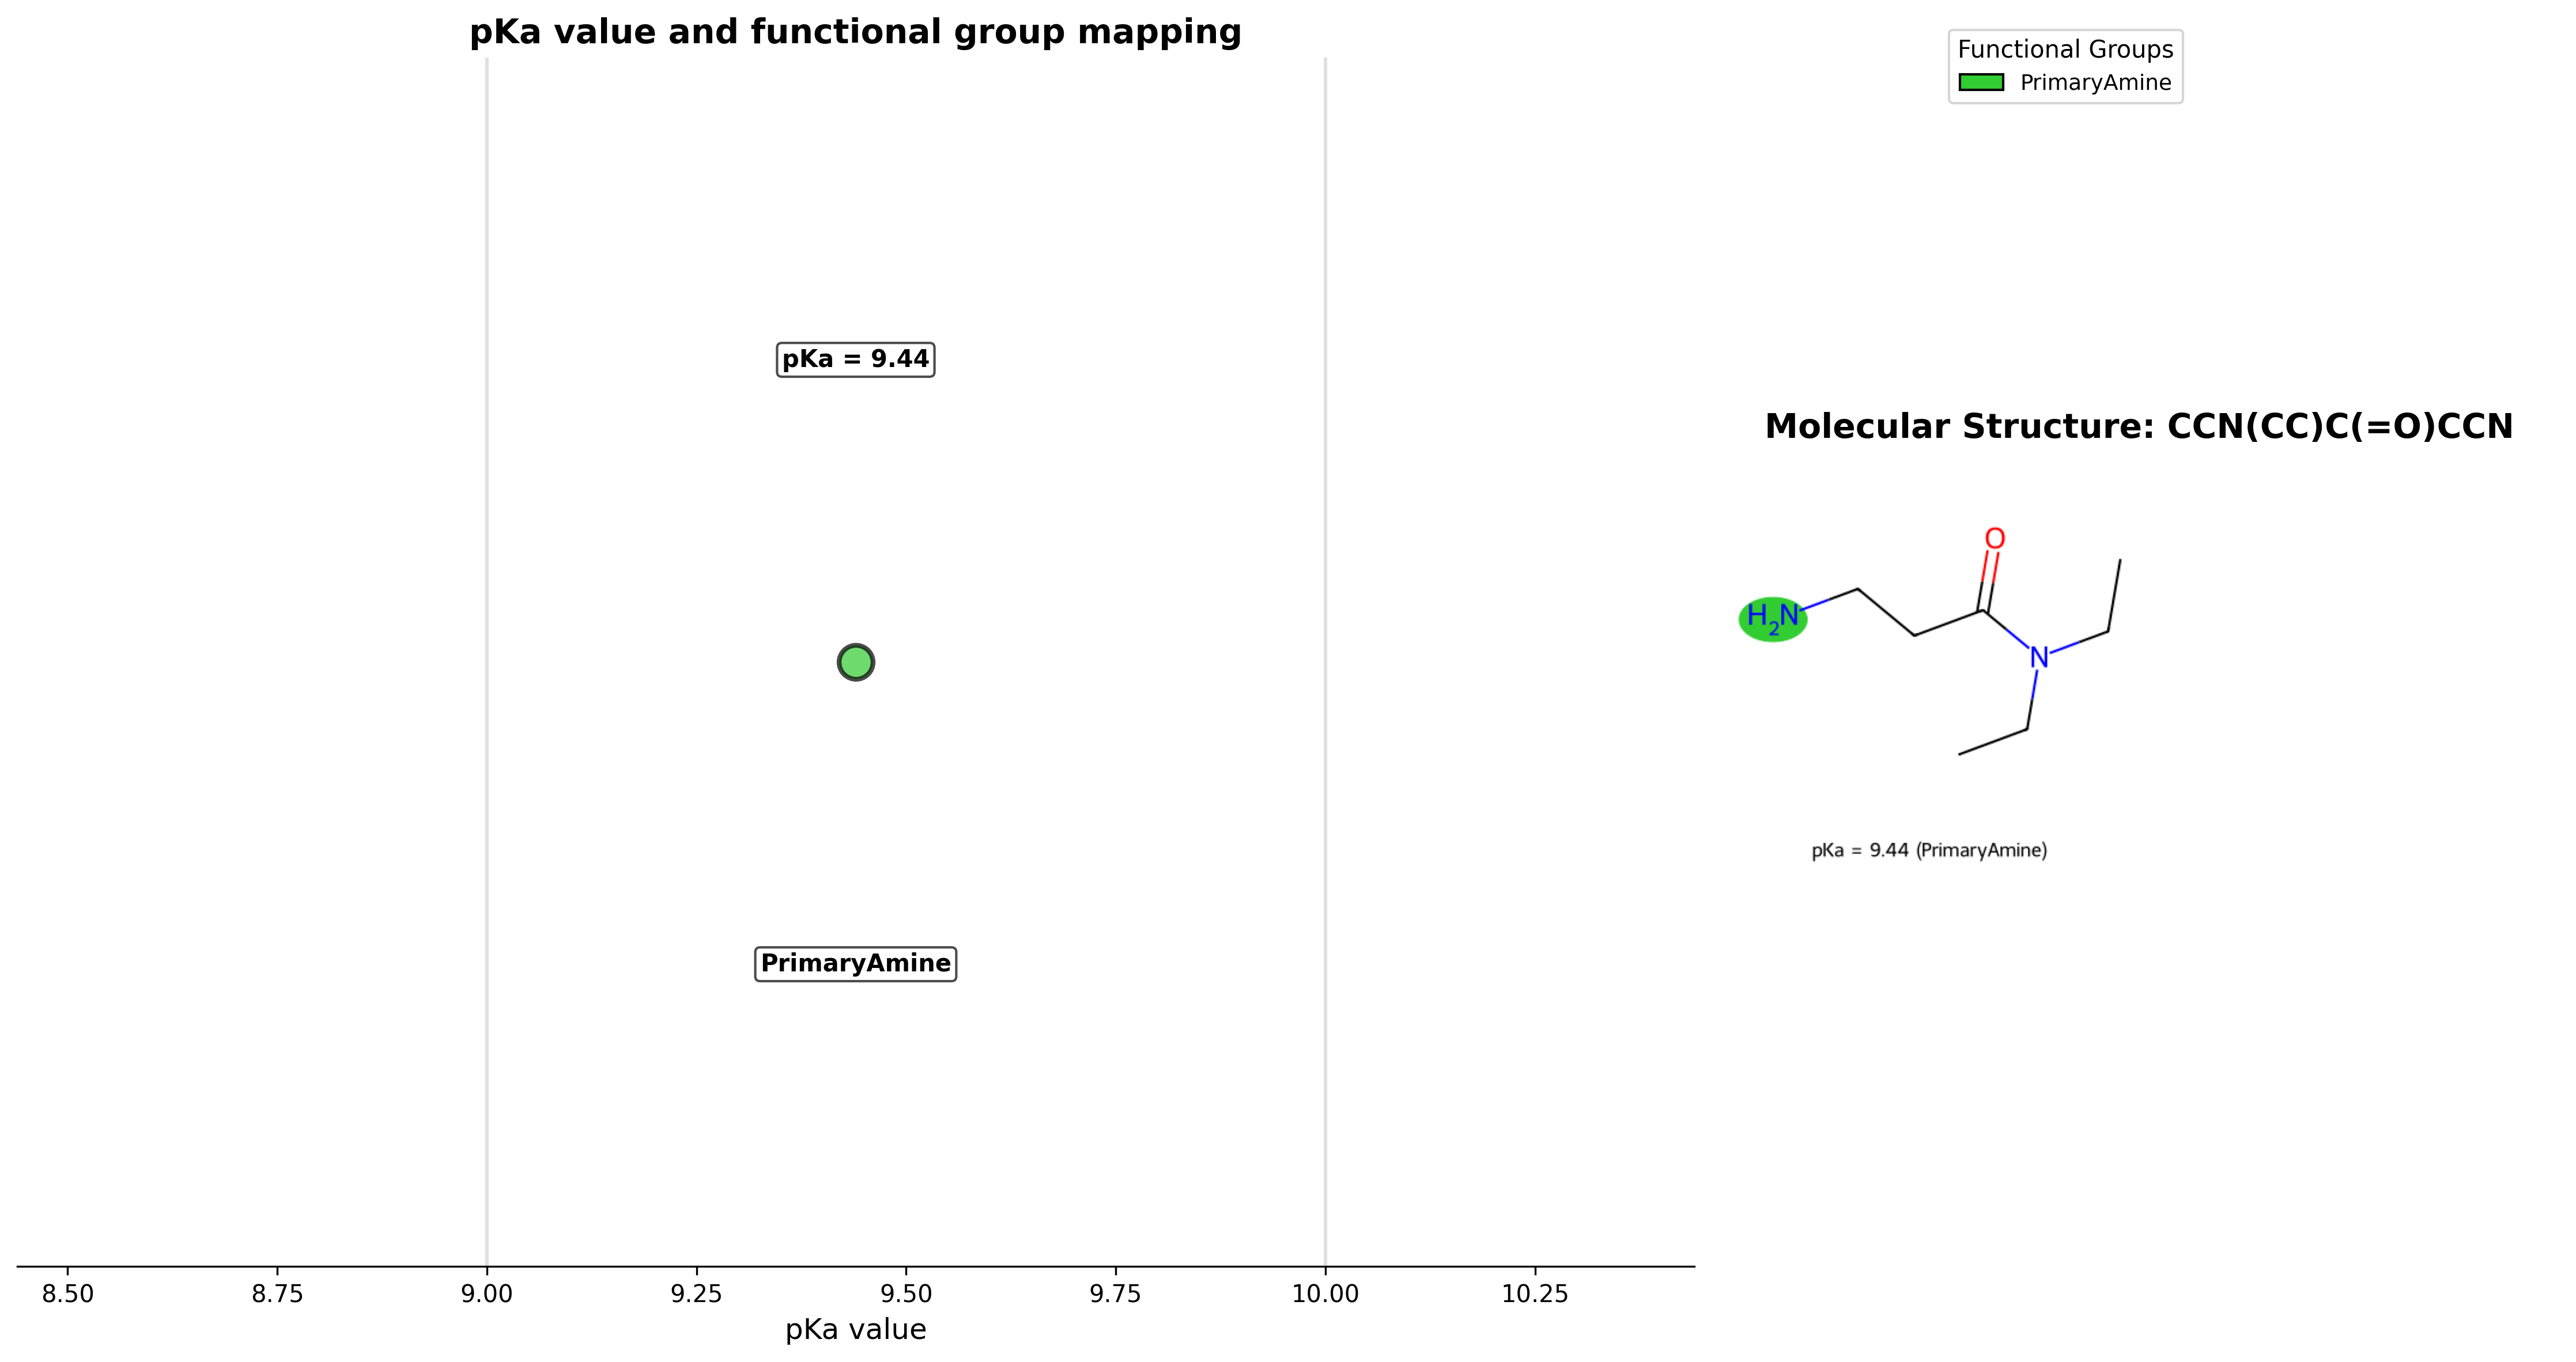 pKa value and functional group mapping
pKa = 9.44
PrimaryAmine
8.50 8.75 9.00 9.25 9.50 9.75 10.00 10.25
pKa value
Functional Groups
PrimaryAmine
Molecular Structure: CCN(CC)C(=O)CCN
O
H2N
N
pKa = 9.44 (PrimaryAmine)